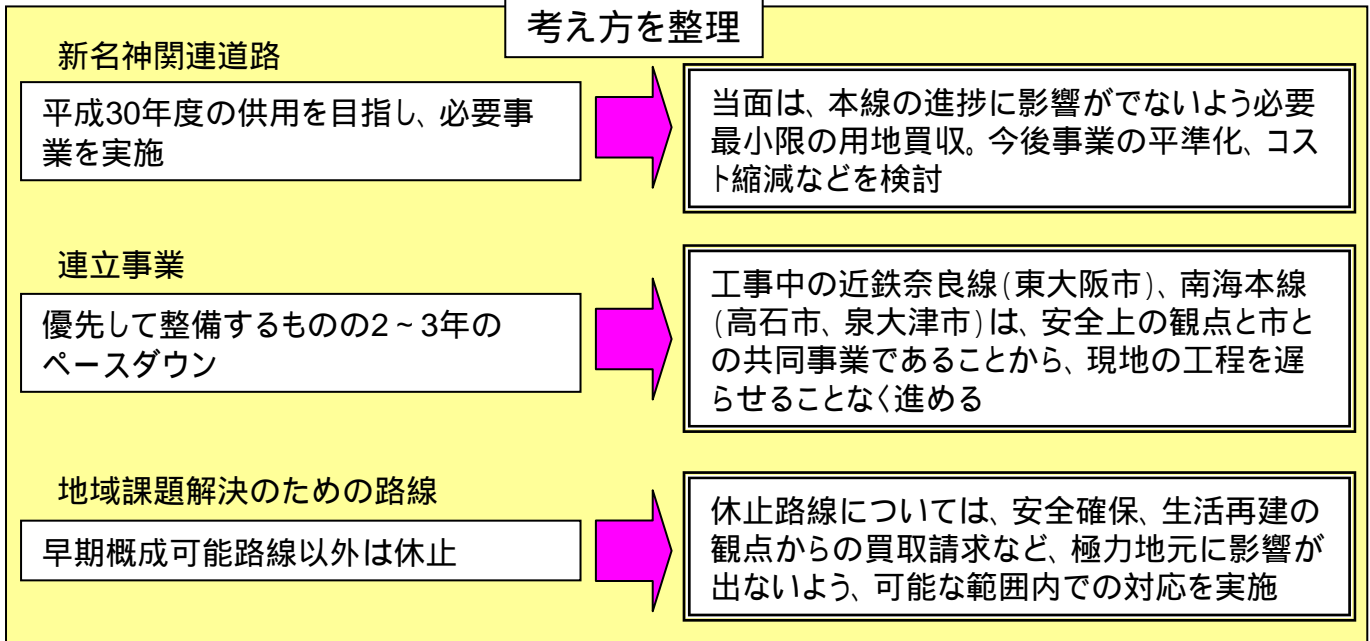 考え方を整理
新名神関連道路
平成30年度の供用を目指し、必要事
業を実施
当面は、本線の進捗に影響がでないよう必要
最小限の用地買収。今後事業の平準化、コス
ト縮減などを検討
連立事業
優先して整備するものの2~3年の
ペースダウン
工事中の近鉄奈良線(東大阪市)、南海本線
(高石市、泉大津市)は、安全上の観点と市と
の共同事業であることから、現地の工程を遅
らせることなく進める
地域課題解決のための路線
早期概成可能路線以外は休止
休止路線については、安全確保、生活再建の
観点からの買取請求など、極力地元に影響が
出ないよう、可能な範囲内での対応を実施